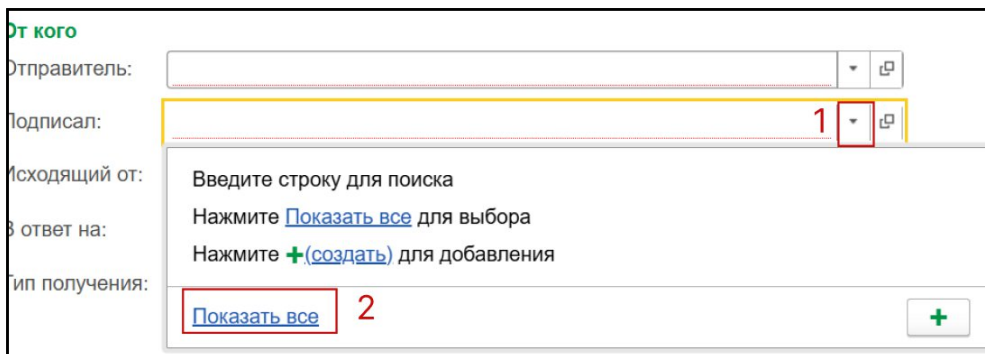 От кого
Отправитель:
Подписал: 1
Исходящий от:
Введите строку для поиска
Нажмите Показать все для выбора
В ответ на:
Нажмите +(создать) для добавления
Тип получения:
Показать все 2 +